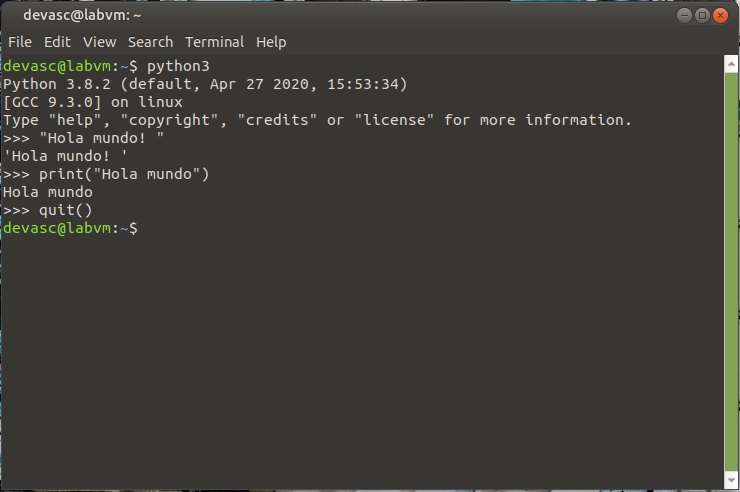 devasc@labvm: ~
File Edit View Search Terminal Help
devasc@labvm:~$ python3
Python 3.8.2 (default, Apr 27 2020, 15:53:34)
[GCC 9.3.0] on linux
Type "help", "copyright", "credits" or "license" for more information.
>>> "Hola mundo! "
'Hola mundo! '
>>> print("Hola mundo")
Hola mundo
>>> quit()
devasc@labvm:~$